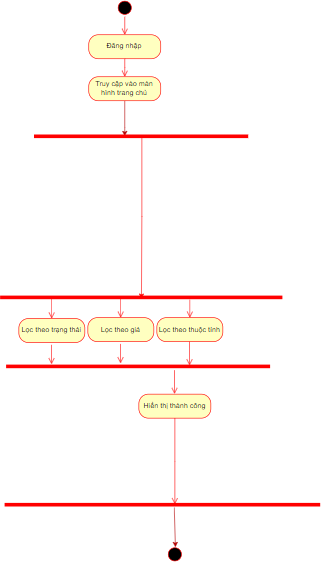 Đăng nhập
Truy cập vào màn
hình trang chủ
Lọc theo trạng thái
Lọc theo giá
Lọc theo thuộc tính
Hiển thị thành công